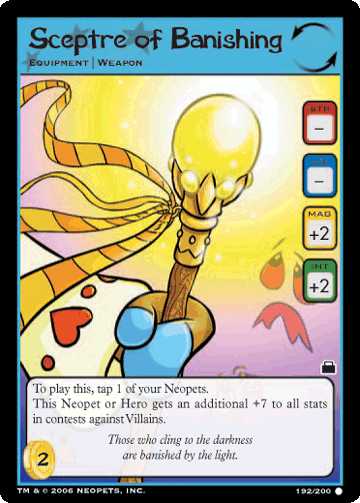 Sceptre of Banishing
Equipment | Weapon
STR
–
–
MAG
+2
INT
+2
To play this, tap 1 of your Neopets.
This Neopet or Hero gets an additional +7 to all stats
in contests against Villains.
Those who cling to the darkness
are banished by the light.
2
TM & © 2006 NEOPETS, INC.
192/200